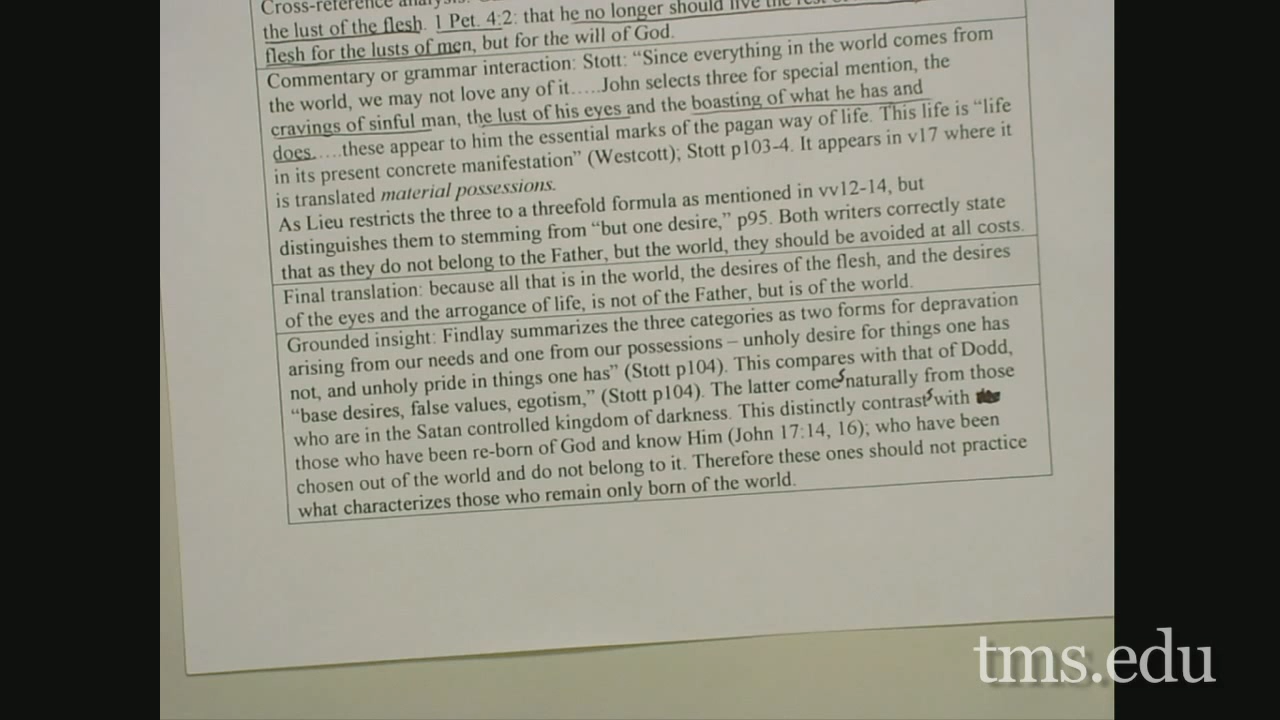 Cross-reference analysis:
the lust of the flesh. 1 Pet. 4:2: that he no longer should live the rest of
flesh for the lusts of men, but for the will of God.
Commentary or grammar interaction: Stott: “Since everything in the world comes from
the world, we may not love any of it…..John selects three for special mention, the
cravings of sinful man, the lust of his eyes and the boasting of what he has and
does…..these appear to him the essential marks of the pagan way of life. This life is “life
in its present concrete manifestation” (Westcott); Stott p103-4. It appears in v17 where it
is translated material possessions.
As Lieu restricts the three to a threefold formula as mentioned in vv12-14, but
distinguishes them to stemming from “but one desire,” p95. Both writers correctly state
that as they do not belong to the Father, but the world, they should be avoided at all costs.
Final translation: because all that is in the world, the desires of the flesh, and the desires
of the eyes and the arrogance of life, is not of the Father, but is of the world.
Grounded insight: Findlay summarizes the three categories as two forms for depravation
arising from our needs and one from our possessions – unholy desire for things one has
not, and unholy pride in things one has” (Stott p104). This compares with that of Dodd,
“base desires, false values, egotism,” (Stott p104). The latter comes naturally from those
who are in the Satan controlled kingdom of darkness. This distinctly contrasts with
those who have been re-born of God and know Him (John 17:14, 16); who have been
chosen out of the world and do not belong to it. Therefore these ones should not practice
what characterizes those who remain only born of the world.
tms.edu